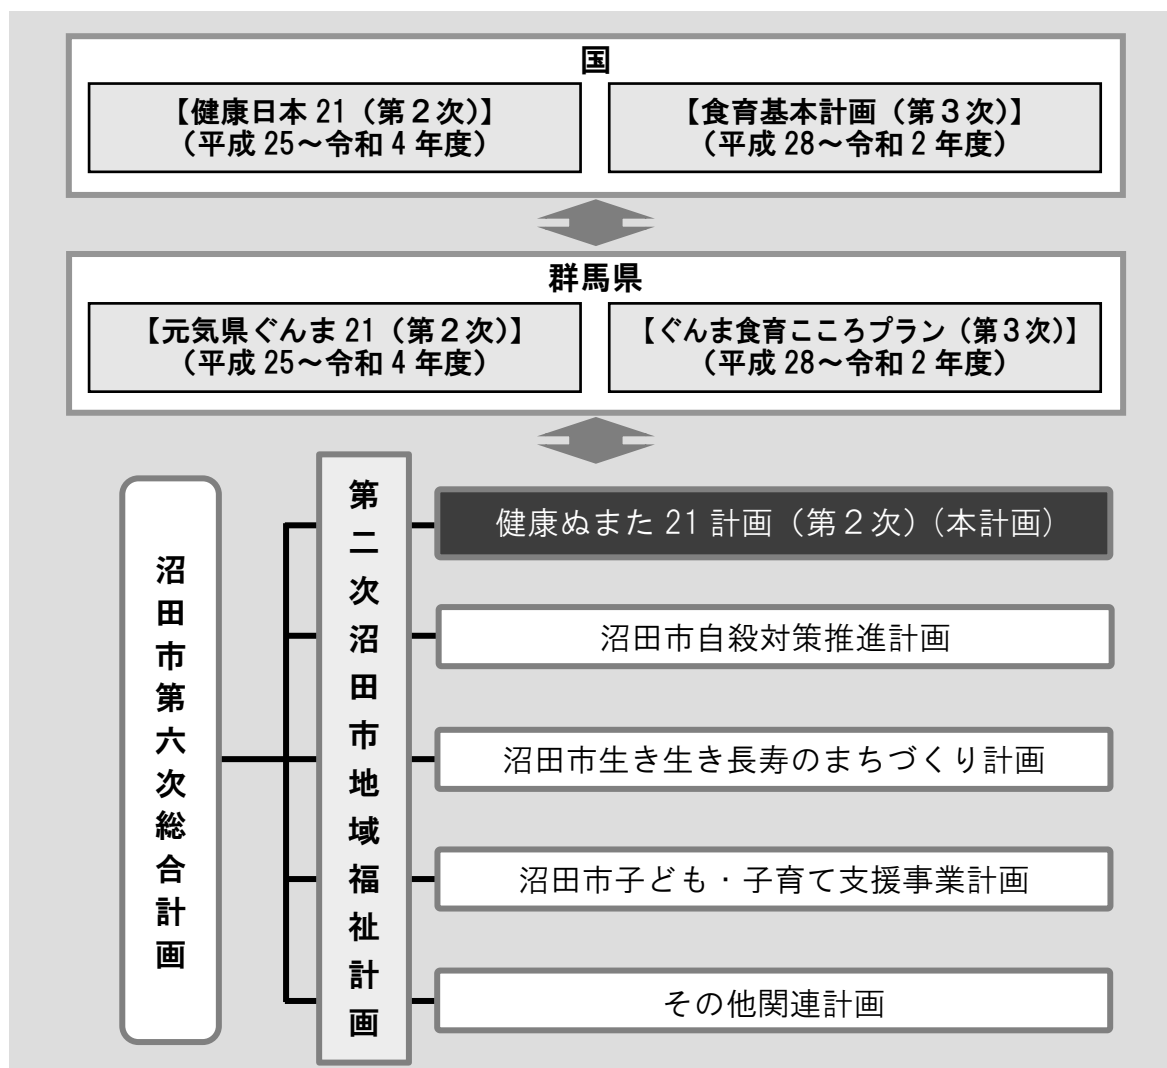 国
【健康日本 21（第２次）】
（平成 25～令和 4 年度）
【食育基本計画（第３次）】
（平成 28～令和 2 年度）
群馬県
【元気県ぐんま 21（第２次）】
（平成 25～令和 4 年度）
【ぐんま食育こころプラン（第３次）】
（平成 28～令和 2 年度）
沼田市第六次総合計画
第二次沼田市地域福祉計画
健康ぬまた 21 計画（第２次）（本計画）
沼田市自殺対策推進計画
沼田市生き生き長寿のまちづくり計画
沼田市子ども・子育て支援事業計画
その他関連計画